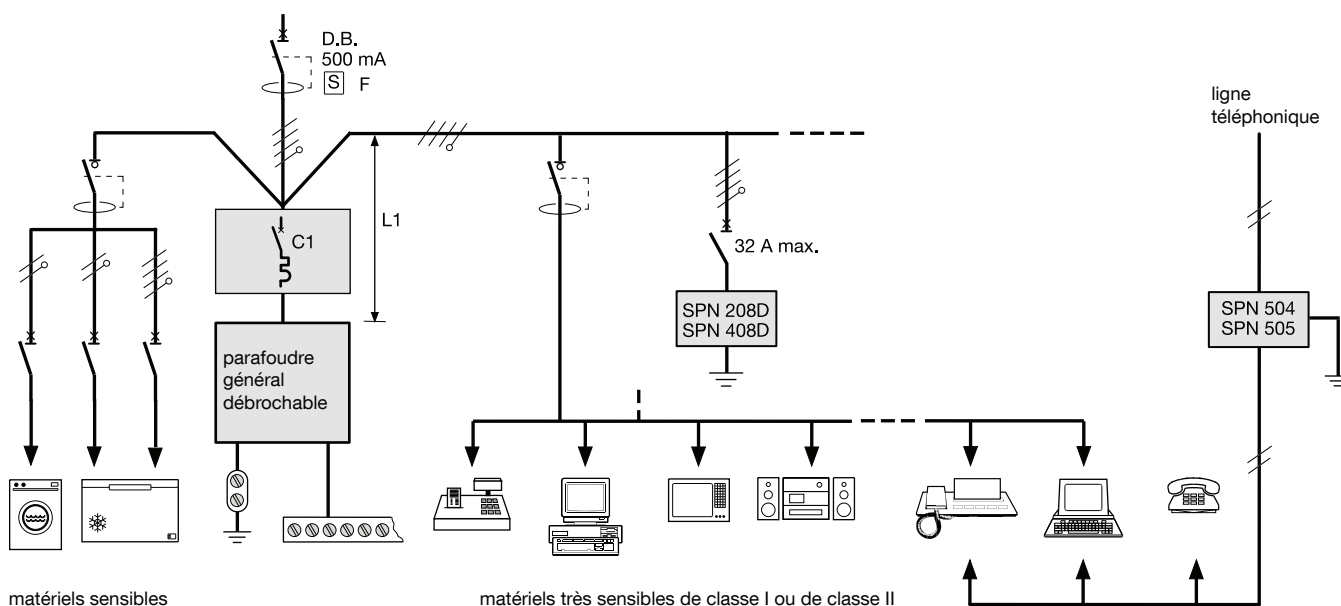 D.B.
500 mA
S F
ligne
téléphonique
L1
C1
32 A max.
SPN 208D
SPN 408D
SPN 504
SPN 505
parafoudre
général
débrochable
matériels sensibles
matériels très sensibles de classe I ou de classe II